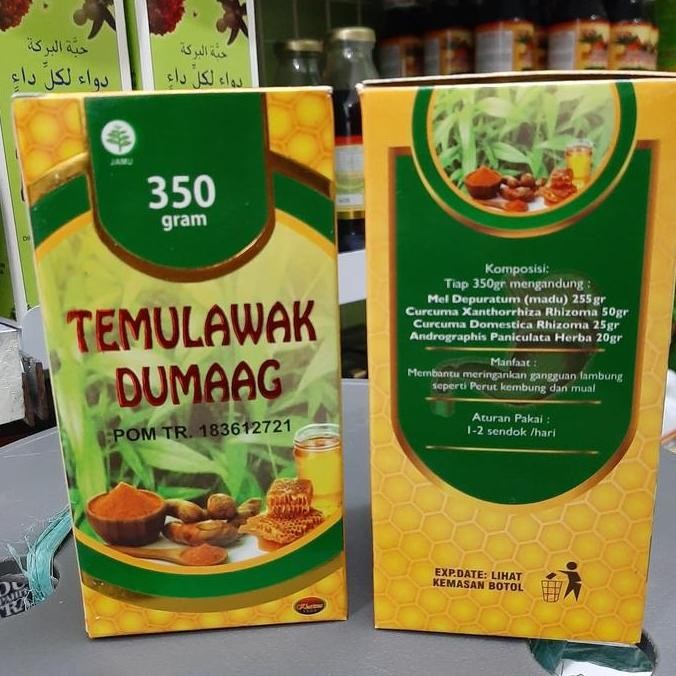 حبَّة البركة
دواء لكلِّ داءٍ
حبَّة البركة
دواء لكلِّ داءٍ
JAMU
350
gram
TEMULAWAK
DUMAAG
POM TR. 183612721
Komposisi:
Tiap 350gr mengandung :
Mel Depuratum (madu) 255gr
Curcuma Xanthorrhiza Rhizoma 50gr
Curcuma Domestica Rhizoma 25gr
Andrographis Paniculata Herba 20gr
Manfaat :
Membantu meringankan gangguan lambung
seperti Perut kembung dan mual
Aturan Pakai :
1-2 sendok /hari
EXP.DATE: LIHAT
KEMASAN BOTOL